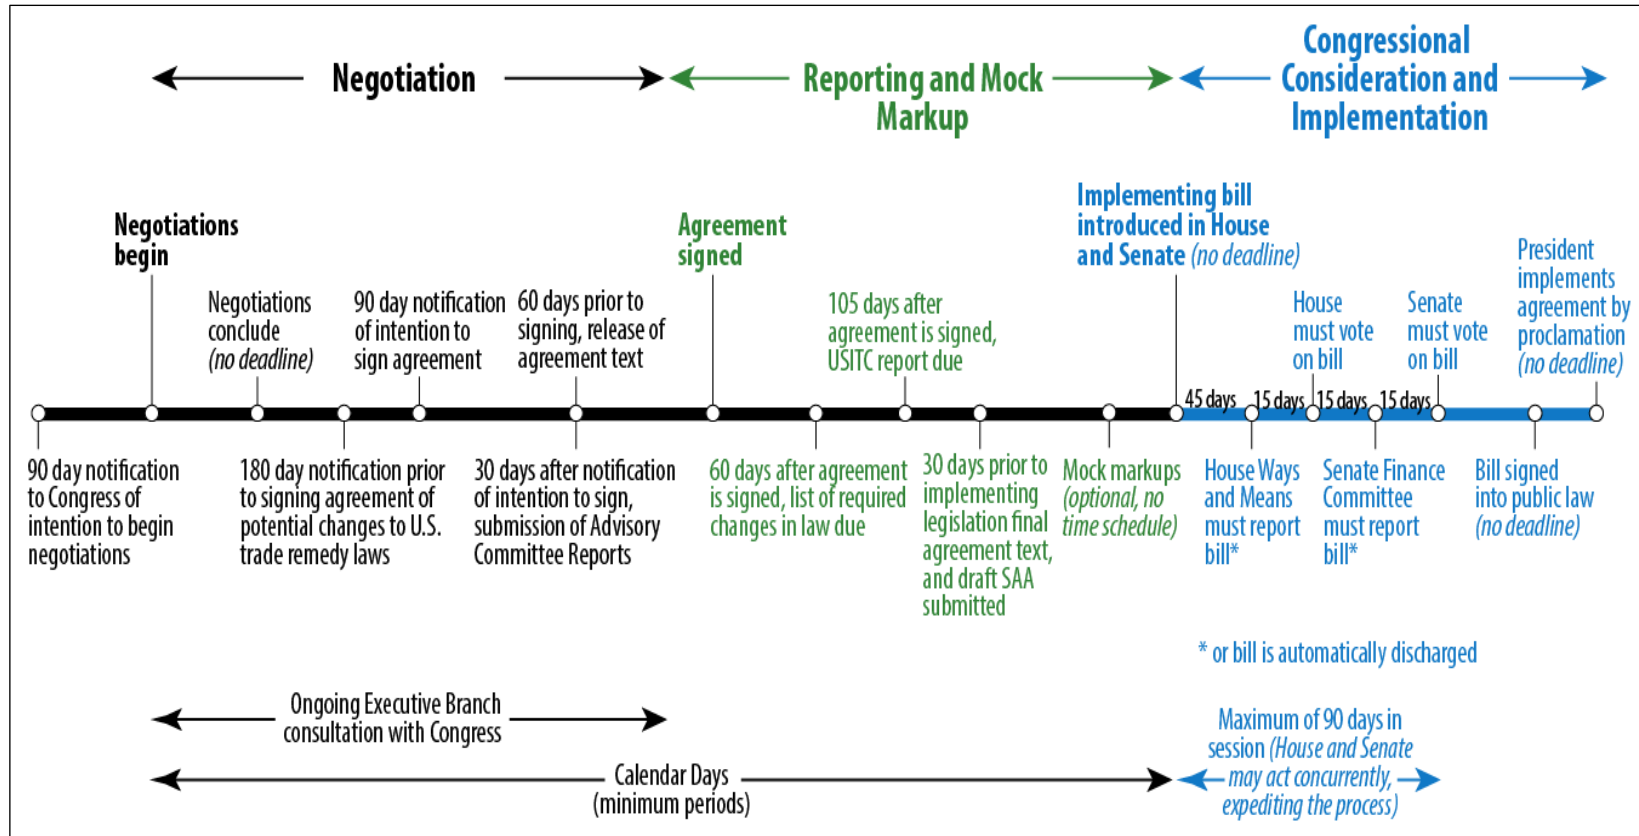 Negotiation
Reporting and Mock
Markup
Congressional
Consideration and
Implementation
Negotiations
begin
Agreement
signed
Implementing bill
introduced in House
and Senate (no deadline)
Negotiations
conclude
(no deadline)
90 day notification
of intention to
sign agreement
60 days prior to
signing, release of
agreement text
105 days after
agreement is signed,
USITC report due
House
must vote
on bill
Senate
must vote
on bill
President
implements
agreement by
proclamation
(no deadline)
45 days
15 days
15 days
15 days
90 day notification
to Congress of
intention to begin
negotiations
180 day notification prior
to signing agreement of
potential changes to U.S.
trade remedy laws
30 days after notification
of intention to sign,
submission of Advisory
Committee Reports
60 days after agreement
is signed, list of required
changes in law due
30 days prior to
implementing
legislation final
agreement text,
and draft SAA
submitted
Mock markups
(optional, no
time schedule)
House Ways
and Means
must report
bill*
Senate Finance
Committee
must report
bill*
Bill signed
into public law
(no deadline)
* or bill is automatically discharged
Ongoing Executive Branch
consultation with Congress
Calendar Days
(minimum periods)
Maximum of 90 days in
session (House and Senate
may act concurrently,
expediting the process)